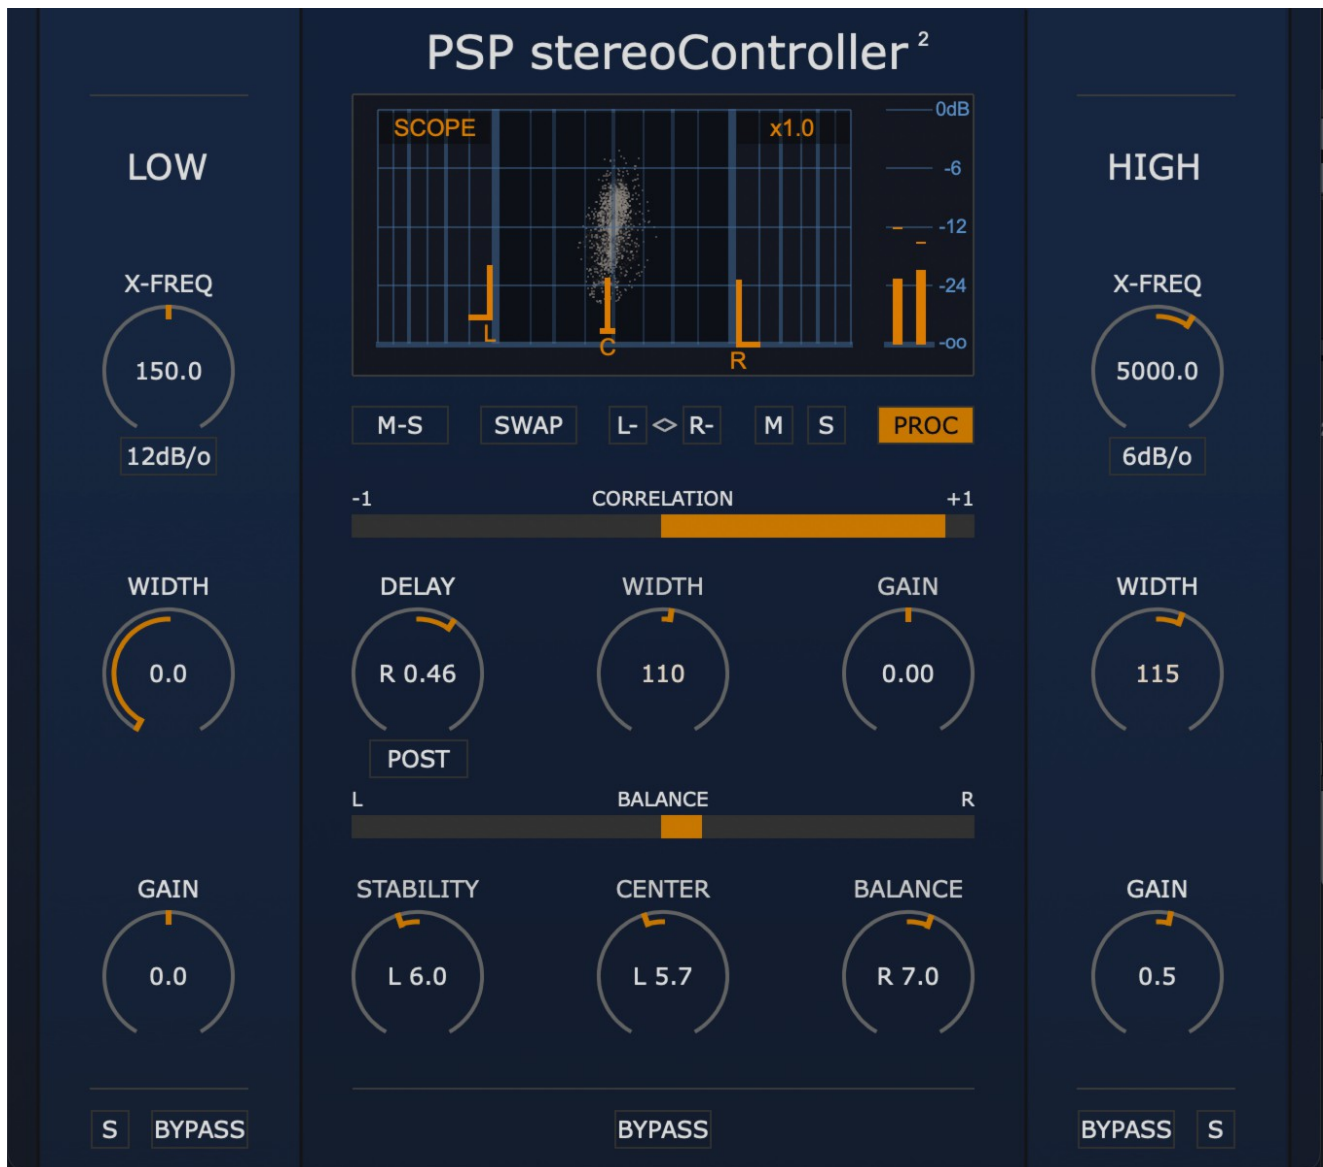 PSP stereoController²
LOW
X-FREQ
150.0
12dB/o
WIDTH
0.0
GAIN
0.0
S
BYPASS
SCOPE
x1.0
0dB
-6
-12
-24
-oo
L
C
R
M-S
SWAP
L- <> R-
M
S
PROC
-1
CORRELATION
+1
DELAY
WIDTH
GAIN
R 0.46
110
0.00
POST
L
BALANCE
R
STABILITY
CENTER
BALANCE
L 6.0
L 5.7
R 7.0
BYPASS
HIGH
X-FREQ
5000.0
6dB/o
WIDTH
115
GAIN
0.5
BYPASS
S